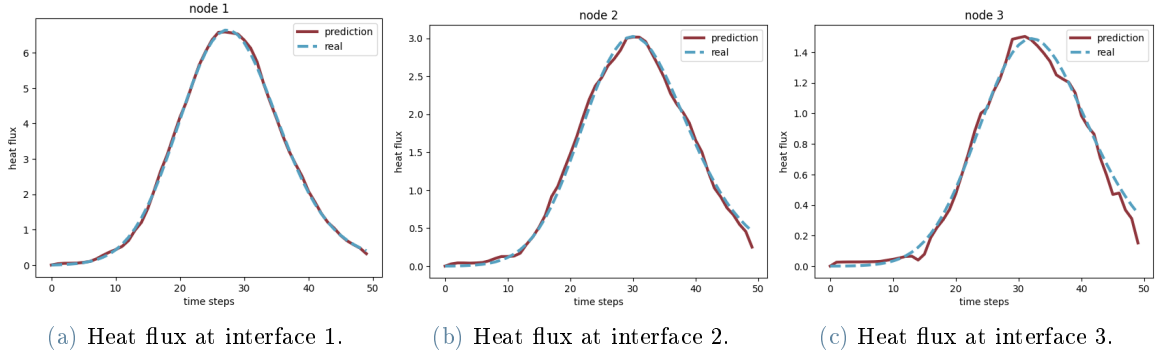 node 1
prediction
real
6
5
4
3
2
1
0
heat flux
0 10 20 30 40 50
time steps
(a) Heat flux at interface 1.
node 2
prediction
real
3.0
2.5
2.0
1.5
1.0
0.5
0.0
heat flux
0 10 20 30 40 50
time steps
(b) Heat flux at interface 2.
node 3
prediction
real
1.4
1.2
1.0
0.8
0.6
0.4
0.2
0.0
heat flux
0 10 20 30 40 50
time steps
(c) Heat flux at interface 3.